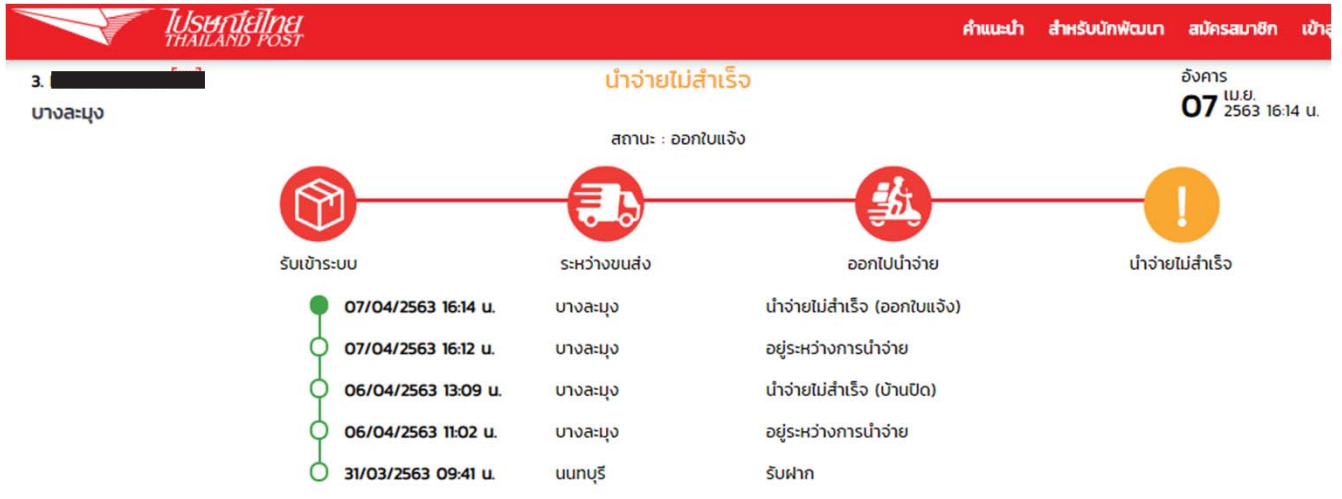 ไปรษณีย์ไทย
THAILAND POST
คำแนะนำ สำหรับนักพัฒนา สมัครสมาชิก
3.
บางละมุง
นำจ่ายไม่สำเร็จ
สถานะ : ออกใบแจ้ง
อังคาร
07 เม.ย.
2563 16:14 น.
รับเข้าระบบ ระหว่างขนส่ง ออกไปนำจ่าย นำจ่ายไม่สำเร็จ
07/04/2563 16:14 น. บางละมุง นำจ่ายไม่สำเร็จ (ออกใบแจ้ง)
07/04/2563 16:12 น. บางละมุง อยู่ระหว่างการนำจ่าย
06/04/2563 13:09 น. บางละมุง นำจ่ายไม่สำเร็จ (บ้านปิด)
06/04/2563 11:02 น. บางละมุง อยู่ระหว่างการนำจ่าย
31/03/2563 09:41 น. นนทบุรี รับฝาก